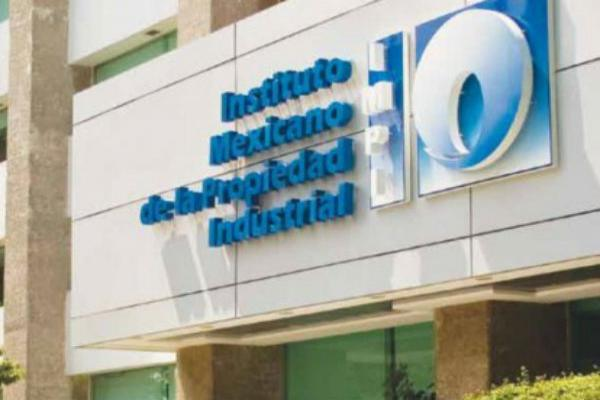 Instituto
Mexicano
de la Propiedad
Industrial
IMPI